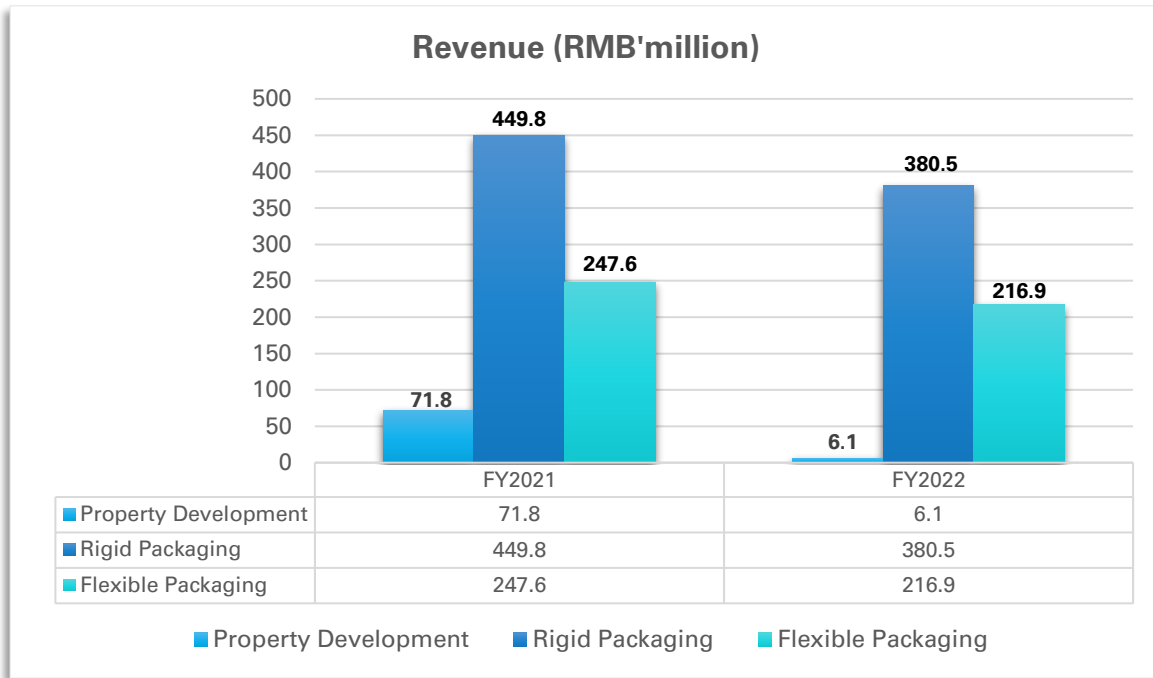 Revenue (RMB'million)
500
450
400
350
300
250
200
150
100
50
0
449.8
380.5
247.6
216.9
71.8
6.1
FY2021 FY2022
Property Development 71.8 6.1
Rigid Packaging 449.8 380.5
Flexible Packaging 247.6 216.9
Property Development Rigid Packaging Flexible Packaging